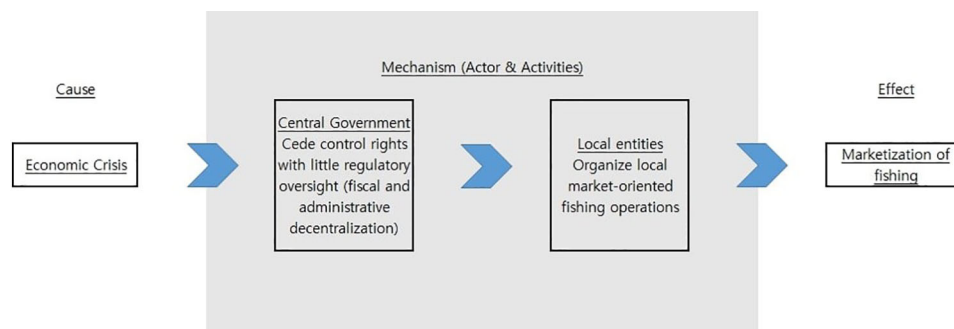 Mechanism (Actor & Activities)
Cause
Effect
Economic Crisis
Central Government
Cede control rights
with little regulatory
oversight (fiscal and
administrative
decentralization)
Local entities
Organize local
market-oriented
fishing operations
Marketization of
fishing